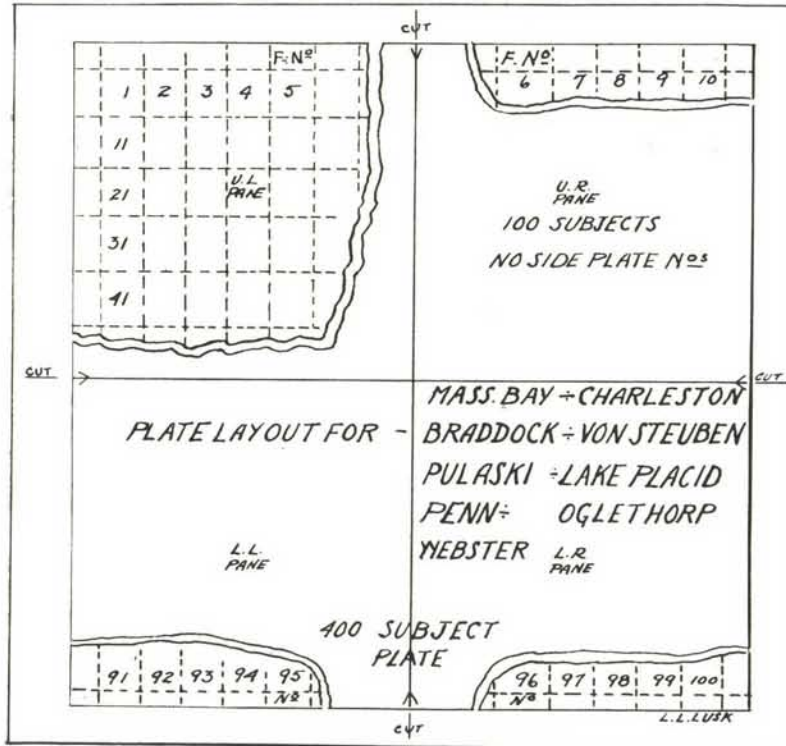 CUT
F. Nº
1 2 3 4 5
11
21
31
41
U.L.
PANE
F. Nº
6 7 8 9 10
U.R.
PANE
100 SUBJECTS
NO SIDE PLATE Nºs
CUT
CUT
PLATE LAYOUT FOR -
MASS. BAY ÷ CHARLESTON
BRADDOCK ÷ VON STEUBEN
PULASKI ÷ LAKE PLACID
PENN ÷ OGLETHORP
WEBSTER
L.L.
PANE
L.R
PANE
400 SUBJECT
PLATE
91 92 93 94 95
Nº
96 97 98 99 100
Nº
L.L.LUSK
CUT